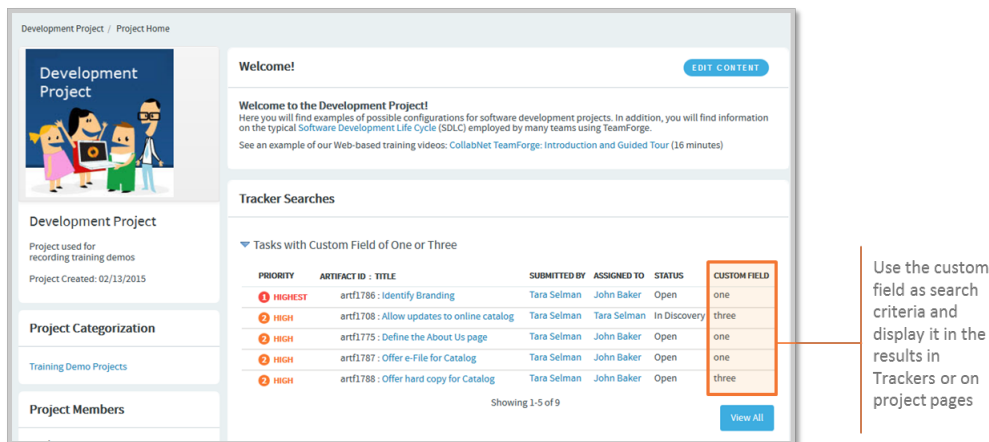 Development Project / Project Home
Development
Project
Development Project
Project used for
recording training demos
Project Created: 02/13/2015
Project Categorization
Training Demo Projects
Project Members
Welcome!
EDIT CONTENT
Welcome to the Development Project!
Here you will find examples of possible configurations for software development projects. In addition, you will find information
on the typical Software Development Life Cycle (SDLC) employed by many teams using TeamForge.
See an example of our Web-based training videos: CollabNet TeamForge: Introduction and Guided Tour (16 minutes)
Tracker Searches
Tasks with Custom Field of One or Three
PRIORITY ARTIFACT ID : TITLE SUBMITTED BY ASSIGNED TO STATUS CUSTOM FIELD
1 HIGHEST artf1786 : Identify Branding Tara Selman John Baker Open one
2 HIGH artf1708 : Allow updates to online catalog Tara Selman Tara Selman In Discovery three
2 HIGH artf1775 : Define the About Us page Tara Selman John Baker Open one
2 HIGH artf1787 : Offer e-File for Catalog Tara Selman John Baker Open one
2 HIGH artf1788 : Offer hard copy for Catalog Tara Selman John Baker Open three
Showing 1-5 of 9
View All
Use the custom
field as search
criteria and
display it in the
results in
Trackers or on
project pages